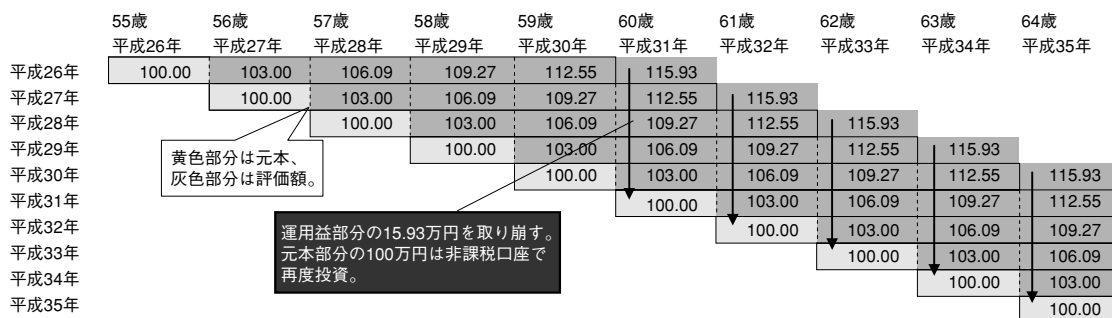 55歳 56歳 57歳 58歳 59歳 60歳 61歳 62歳 63歳 64歳
平成26年 平成27年 平成28年 平成29年 平成30年 平成31年 平成32年 平成33年 平成34年 平成35年
平成26年 100.00 103.00 106.09 109.27 112.55 115.93
平成27年 100.00 103.00 106.09 109.27 112.55 115.93
平成28年 100.00 103.00 106.09 109.27 112.55 115.93
平成29年 100.00 103.00 106.09 109.27 112.55 115.93
平成30年 100.00 103.00 106.09 109.27 112.55 115.93
平成31年 100.00 103.00 106.09 109.27 112.55
平成32年 100.00 103.00 106.09 109.27
平成33年 100.00 103.00 106.09
平成34年 100.00 103.00
平成35年 100.00
黄色部分は元本、
灰色部分は評価額。
運用益部分の15.93万円を取り崩す。
元本部分の100万円は非課税口座で
再度投資。